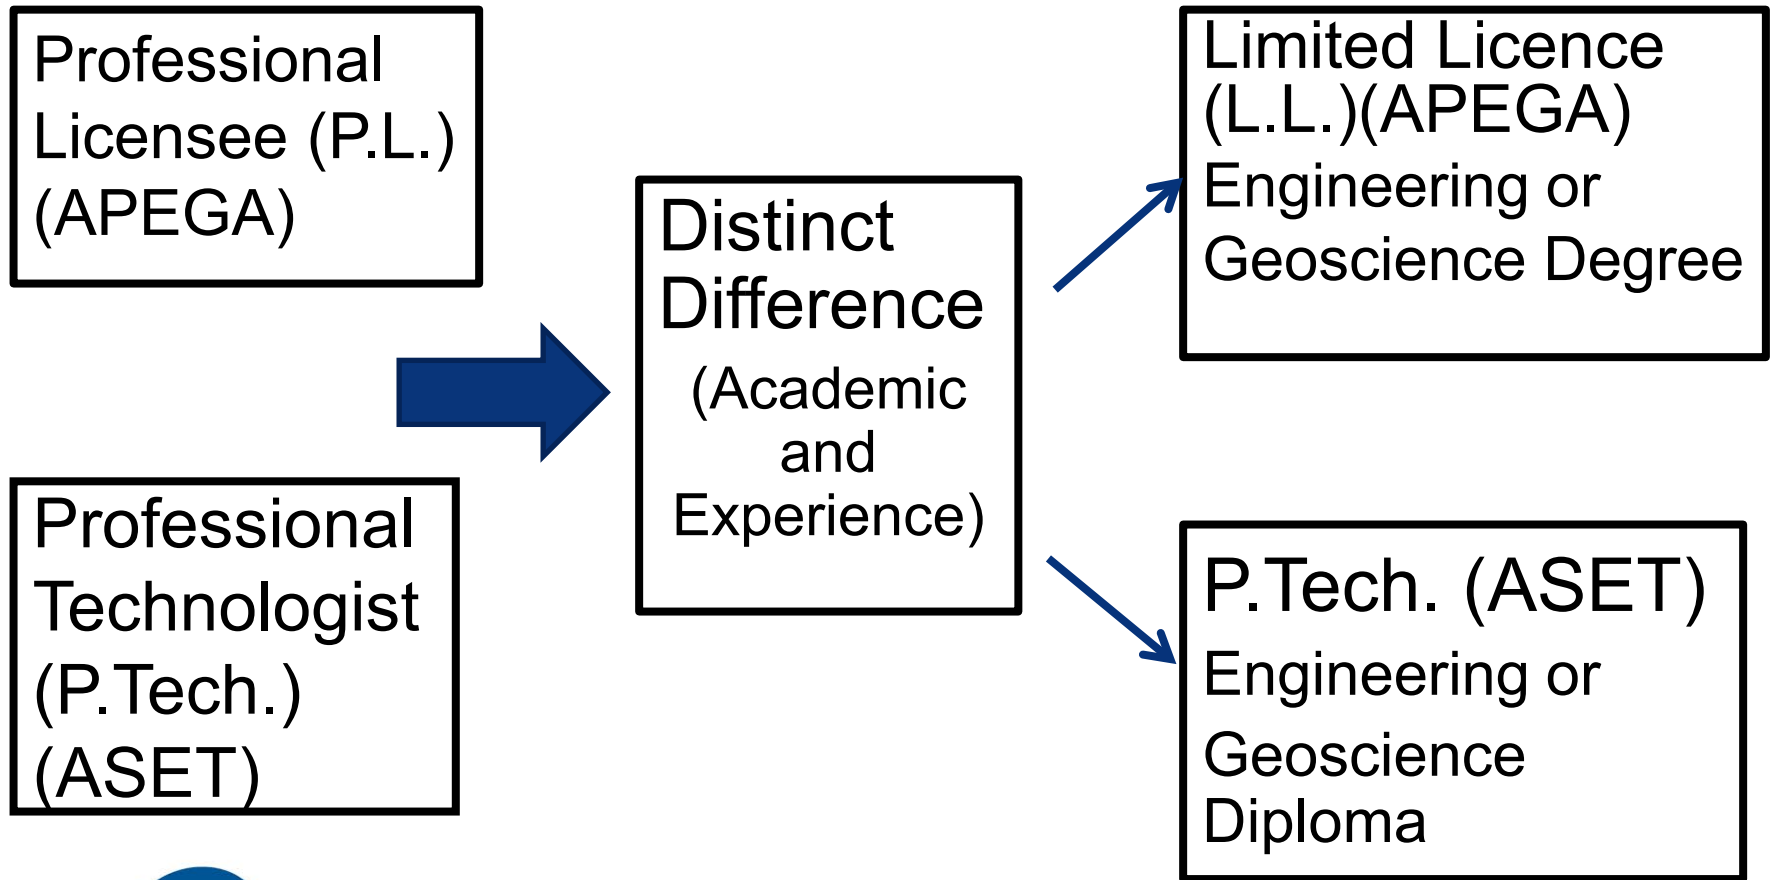 Professional
Licensee (P.L.)
(APEGA)
Professional
Technologist
(P.Tech.)
(ASET)
Distinct
Difference
(Academic
and
Experience)
Limited Licence
(L.L.)(APEGA)
Engineering or
Geoscience Degree
P.Tech. (ASET)
Engineering or
Geoscience
Diploma